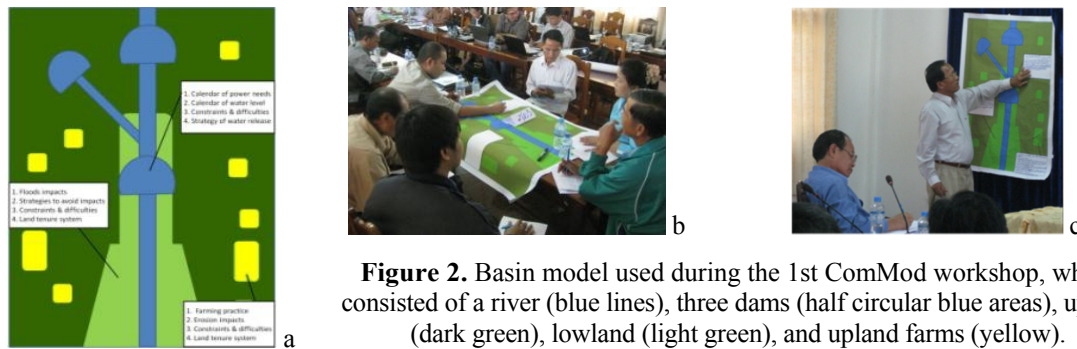 1. Calendar of power needs
2. Calendar of water level
3. Constraints & difficulties
4. Strategy of water release
1. Floods impacts
2. Strategies to avoid impacts
3. Constraints & difficulties
4. Land tenure system
1. Farming practice
2. Erosion impacts
3. Constraints & difficulties
4. Land tenure system
a
b
c
Figure 2. Basin model used during the 1st ComMod workshop, wh
consisted of a river (blue lines), three dams (half circular blue areas), u
(dark green), lowland (light green), and upland farms (yellow).